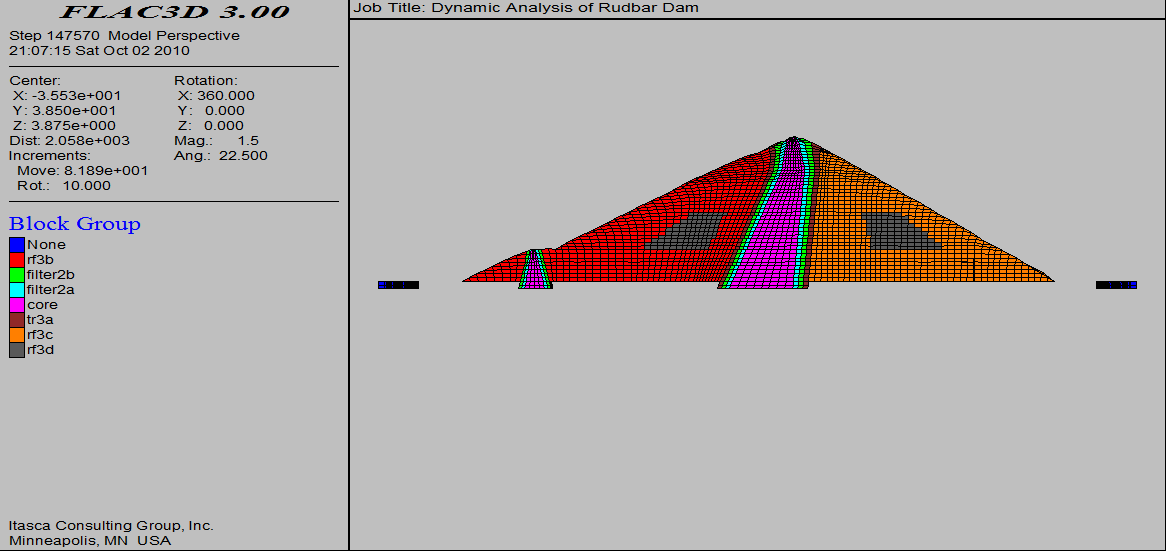 FLAC3D 3.00
Job Title: Dynamic Analysis of Rudbar Dam
Step 147570  Model Perspective
21:07:15 Sat Oct 02 2010
Center:
X: -3.553e+001
Y: 3.850e+001
Z: 3.875e+000
Dist: 2.058e+003
Increments:
Move: 8.189e+001
Rot.:   10.000
Rotation:
X: 360.000
Y:   0.000
Z:   0.000
Mag.:      1.5
Ang.:  22.500
Block Group
None
rf3b
filter2b
filter2a
core
tr3a
rf3c
rf3d
Itasca Consulting Group, Inc.
Minneapolis, MN  USA